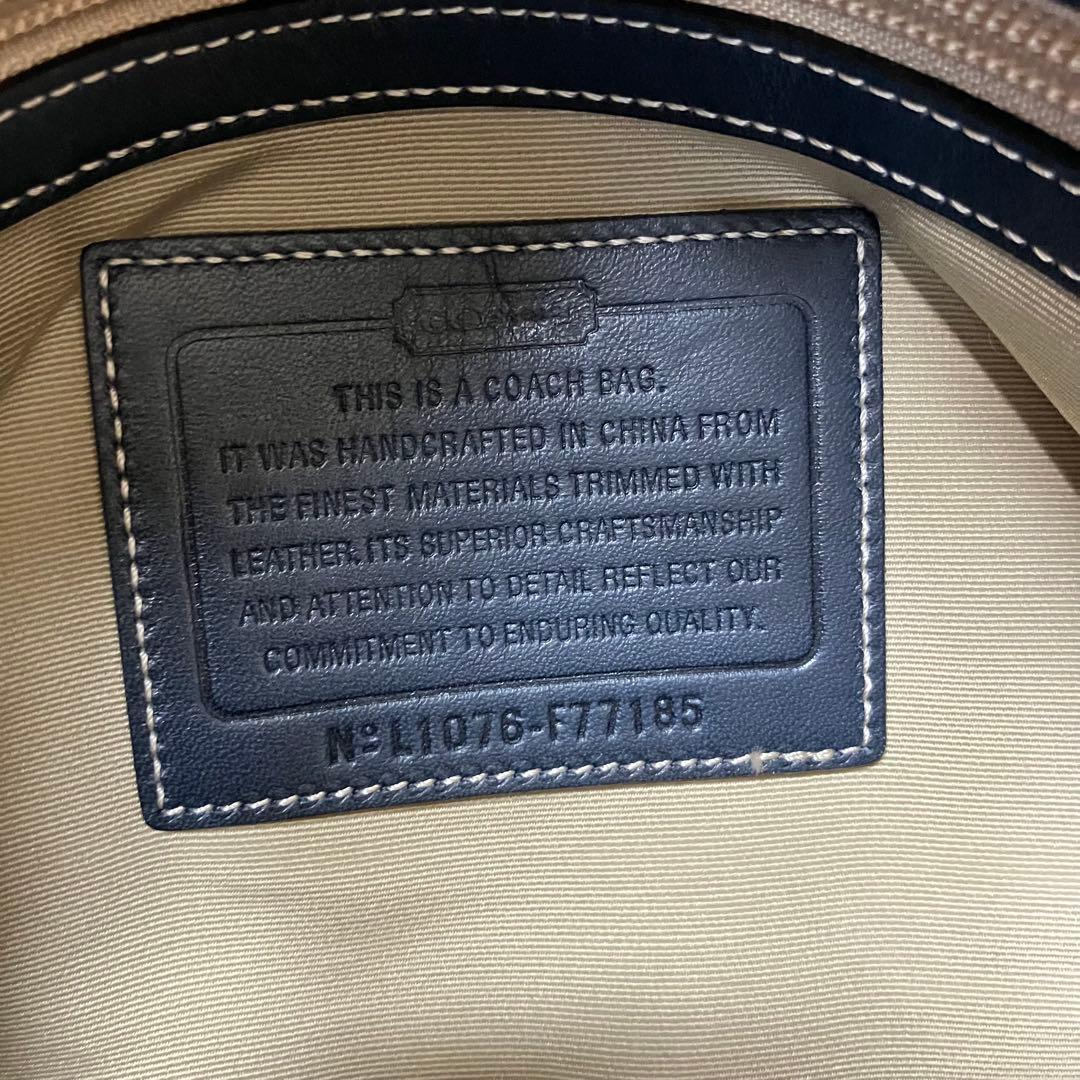 THIS IS A COACH BAG.
IT WAS HANDCRAFTED IN CHINA FROM
THE FINEST MATERIALS TRIMMED WITH
LEATHER. ITS SUPERIOR CRAFTSMANSHIP
AND ATTENTION TO DETAIL REFLECT OUR
COMMITMENT TO ENDURING QUALITY.
Nº L1076-F77185